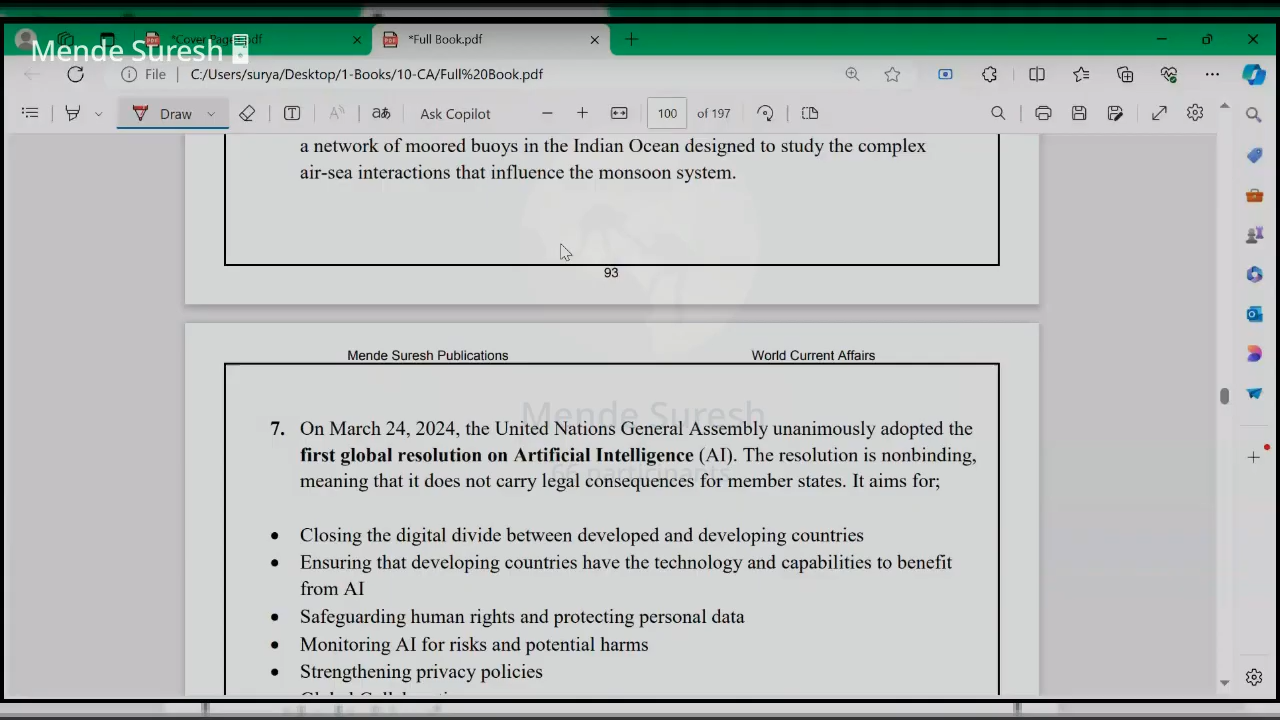 *Cover Page.pdf
*Full Book.pdf
Mende Suresh
File
C:/Users/surya/Desktop/1-Books/10-CA/Full%20Book.pdf
Draw
aあ
Ask Copilot
100 of 197
a network of moored buoys in the Indian Ocean designed to study the complex
air-sea interactions that influence the monsoon system.
93
Mende Suresh Publications
World Current Affairs
Mende Suresh
66 participants
7. On March 24, 2024, the United Nations General Assembly unanimously adopted the
first global resolution on Artificial Intelligence (AI). The resolution is nonbinding,
meaning that it does not carry legal consequences for member states. It aims for;
• Closing the digital divide between developed and developing countries
• Ensuring that developing countries have the technology and capabilities to benefit
from AI
• Safeguarding human rights and protecting personal data
• Monitoring AI for risks and potential harms
• Strengthening privacy policies